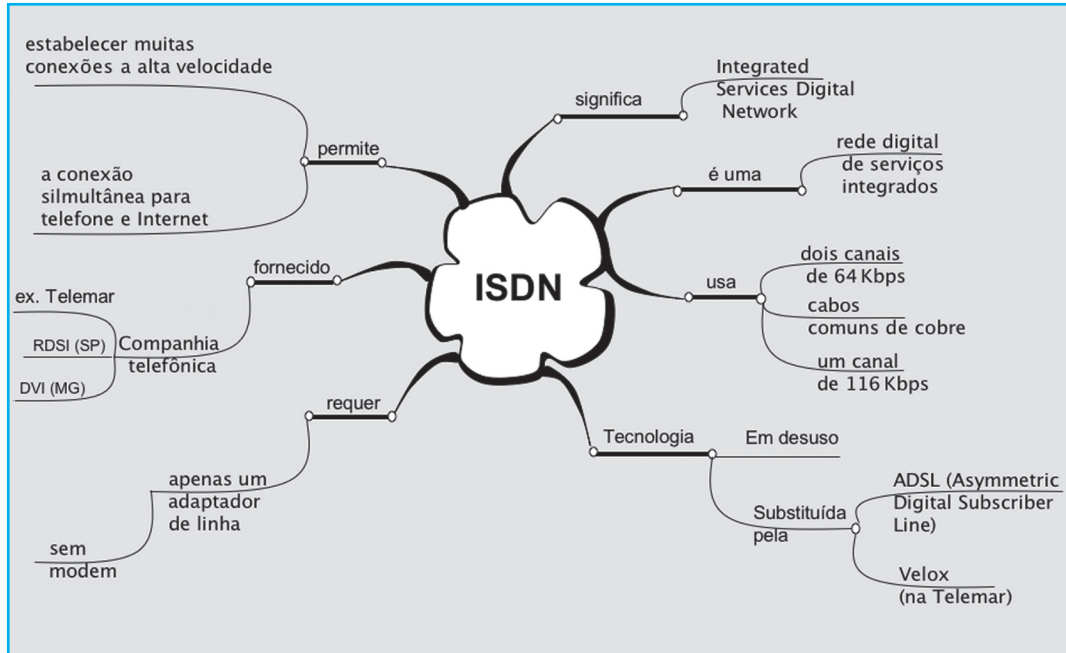 estabelecer muitas
conexões a alta velocidade
permite
a conexão
silmultânea para
telefone e Internet
fornecido
ex. Telemar
RDSI (SP)
DVI (MG)
Companhia
telefônica
requer
apenas um
adaptador
de linha
sem
modem
ISDN
significa
Integrated
Services Digital
Network
é uma
rede digital
de serviços
integrados
usa
dois canais
de 64 Kbps
cabos
comuns de cobre
um canal
de 116 Kbps
Tecnologia
Em desuso
Substituída
pela
ADSL (Asymmetric
Digital Subscriber
Line)
Velox
(na Telemar)